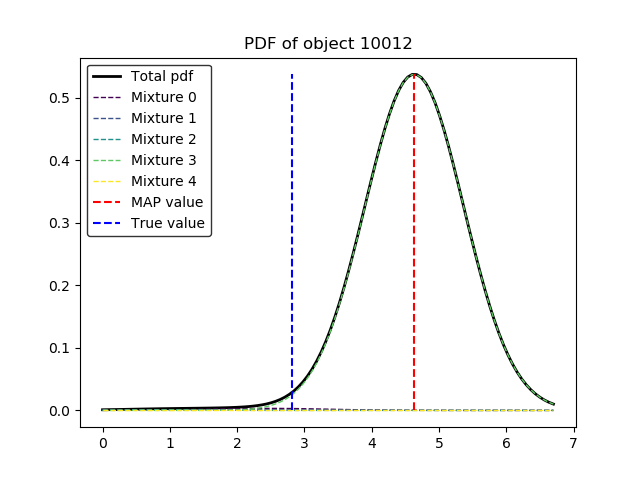 PDF of object 10012
Total pdf
Mixture 0
Mixture 1
Mixture 2
Mixture 3
Mixture 4
MAP value
True value
0.5
0.4
0.3
0.2
0.1
0.0
0 1 2 3 4 5 6 7